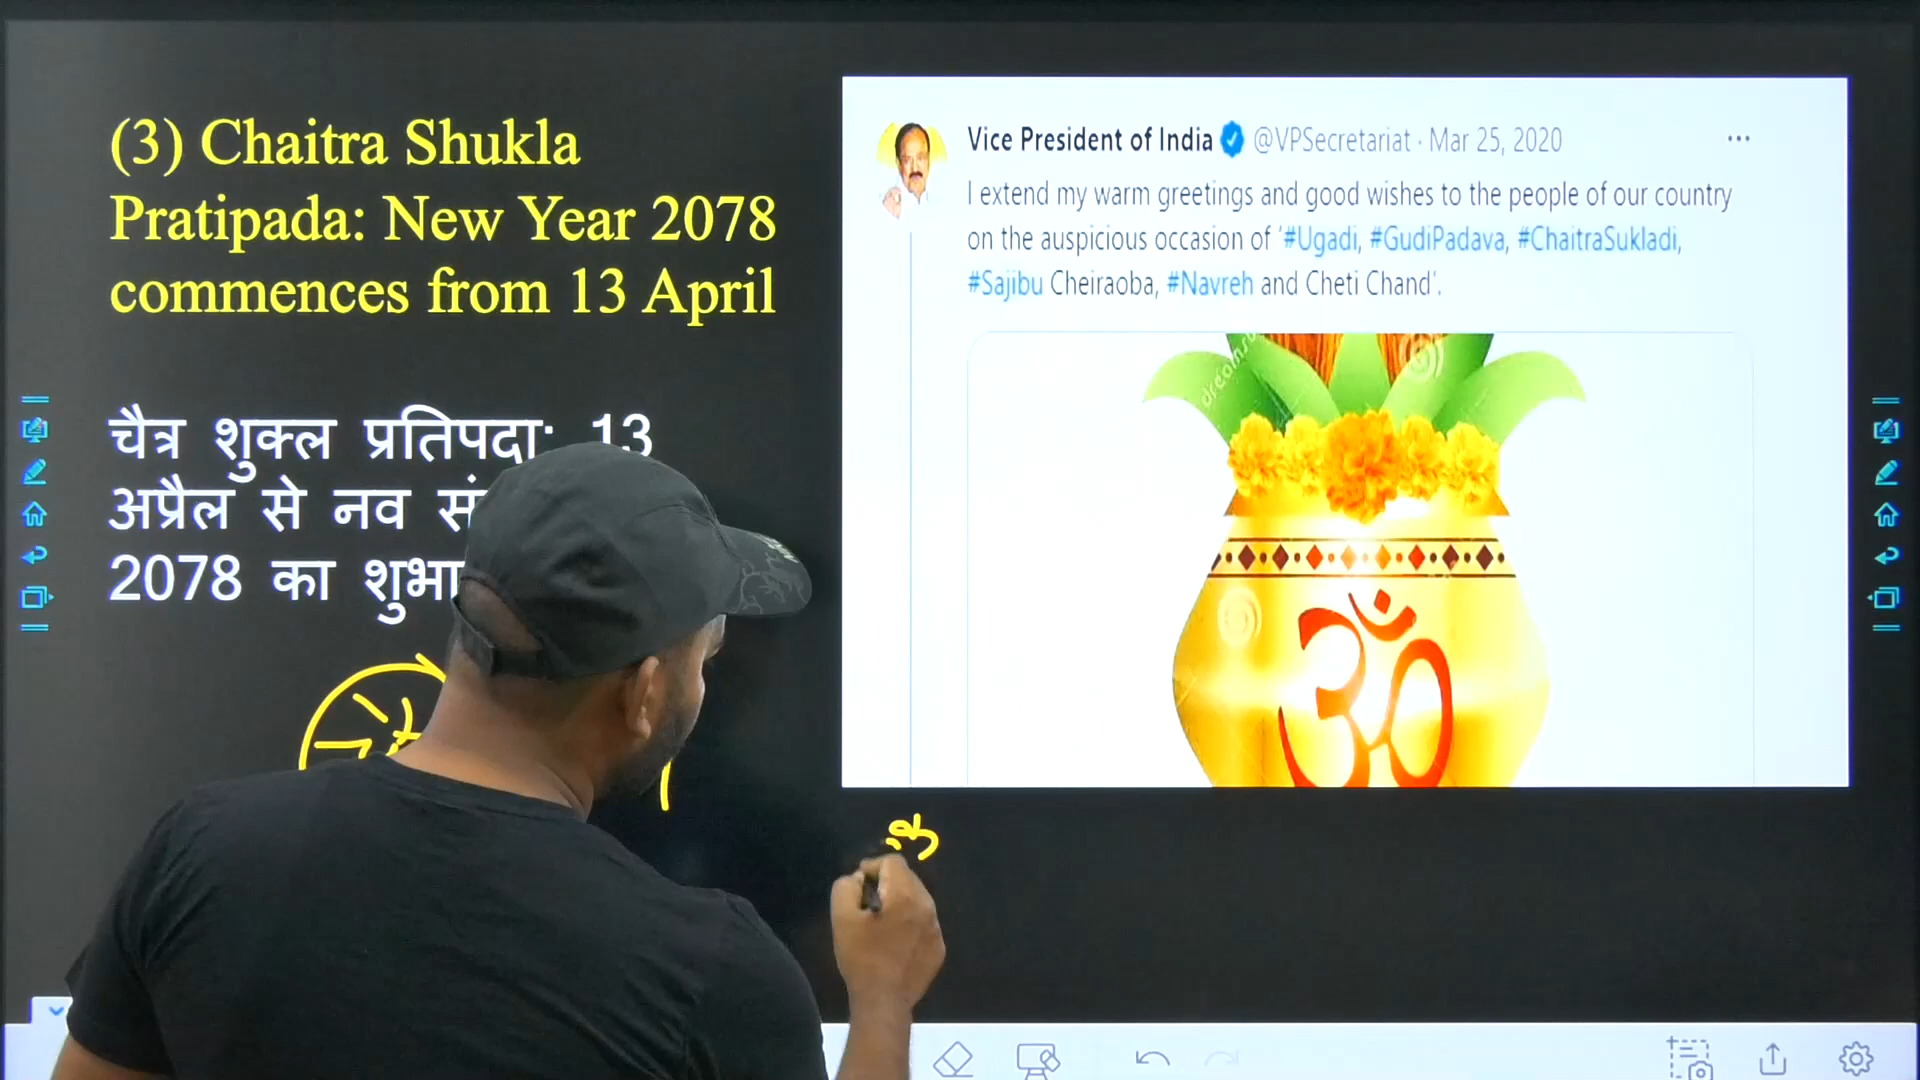 (3) Chaitra Shukla
Pratipada: New Year 2078
commences from 13 April
चैत्र शुक्ल प्रतिपदा: 13
अप्रैल से नव
2078 का
Vice President of India @VPSecretariat · Mar 25, 2020
I extend my warm greetings and good wishes to the people of our country
on the auspicious occasion of '#Ugadi, #GudiPadava, #ChaitraSukladi,
#Sajibu Cheiraoba, #Navreh and Cheti Chand'.
ॐ